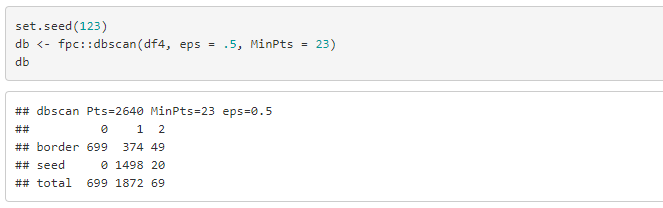 set.seed(123)
db <- fpc::dbscan(df4, eps = .5, MinPts = 23)
db
## dbscan Pts=2640 MinPts=23 eps=0.5
##          0    1  2
## border 699  374 49
## seed     0 1498 20
## total  699 1872 69